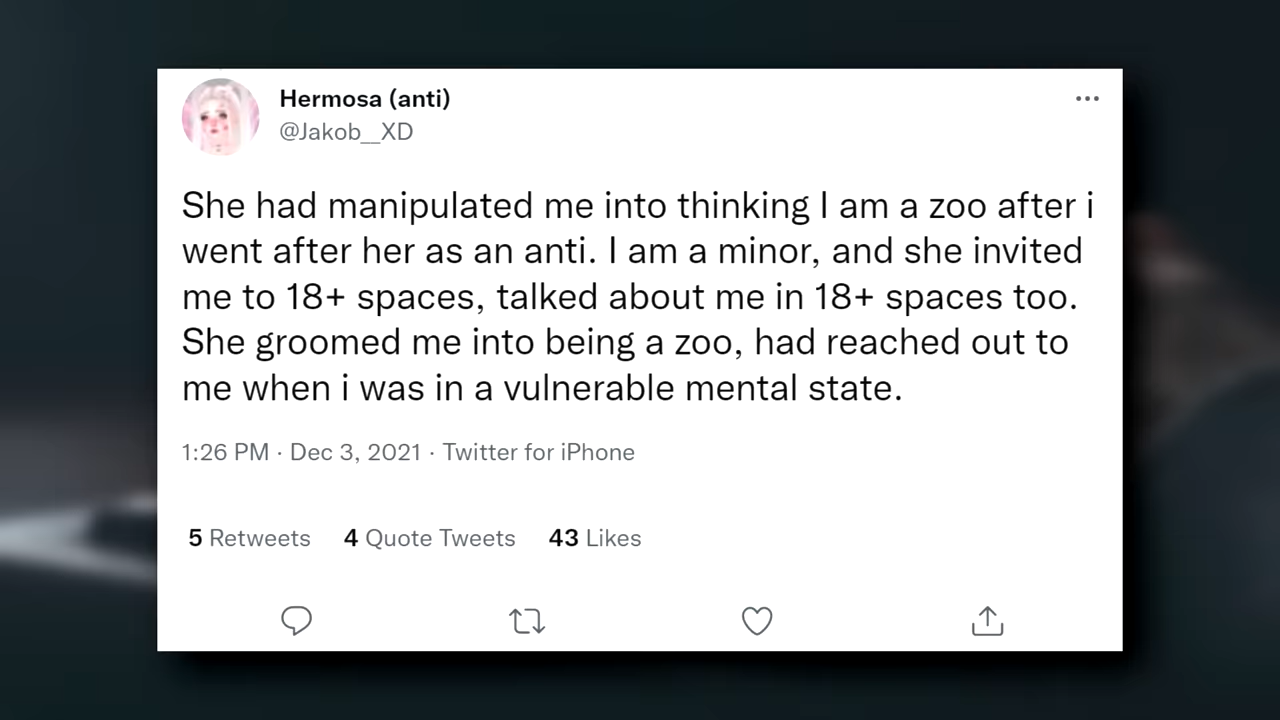 Hermosa (anti)
@Jakob__XD
She had manipulated me into thinking I am a zoo after i
went after her as an anti. I am a minor, and she invited
me to 18+ spaces, talked about me in 18+ spaces too.
She groomed me into being a zoo, had reached out to
me when i was in a vulnerable mental state.
1:26 PM · Dec 3, 2021 · Twitter for iPhone
5 Retweets 4 Quote Tweets 43 Likes